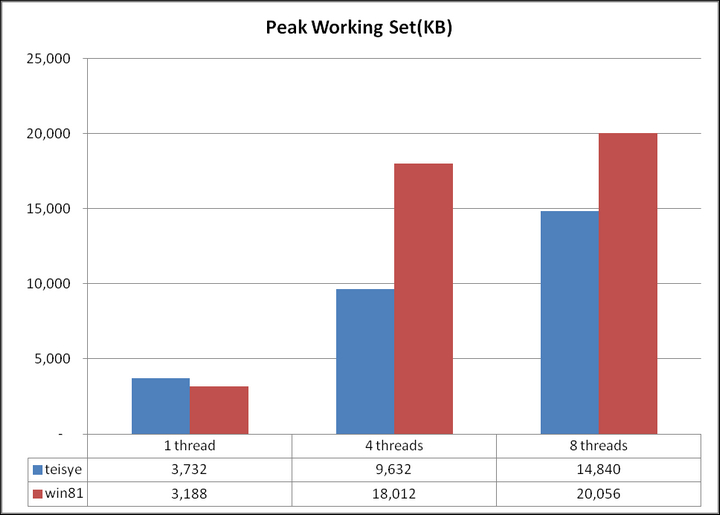 Peak Working Set(KB)
25,000
20,000
15,000
10,000
5,000
-
1 thread 4 threads 8 threads
teisye 3,732 9,632 14,840
win81 3,188 18,012 20,056